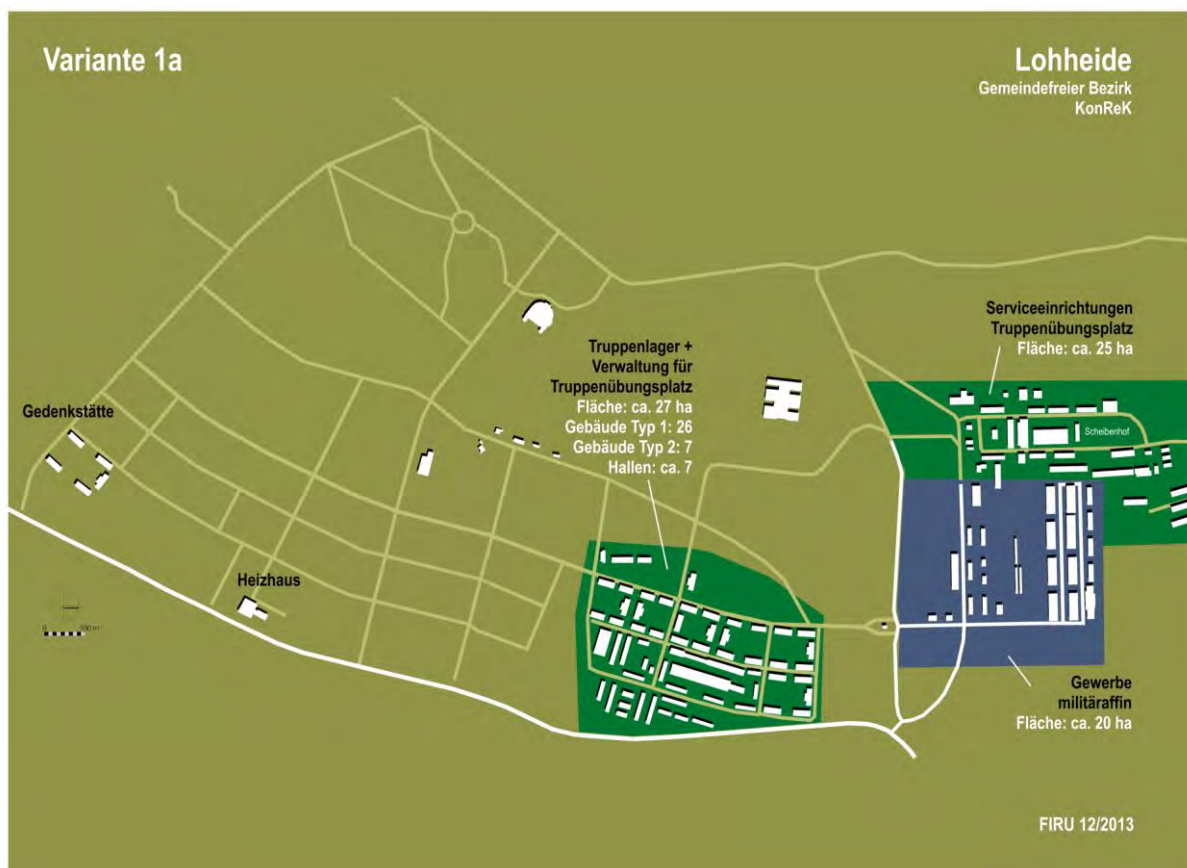 Variante 1a
Lohheide
Gemeindefreier Bezirk
KonReK
Serviceeinrichtungen
Truppenübungsplatz
Fläche: ca. 25 ha
Truppenlager +
Verwaltung für
Truppenübungsplatz
Fläche: ca. 27 ha
Gebäude Typ 1: 26
Gebäude Typ 2: 7
Hallen: ca. 7
Gedenkstätte
Scheibenhof
Heizhaus
0 100 m
Gewerbe
militäraffin
Fläche: ca. 20 ha
FIRU 12/2013